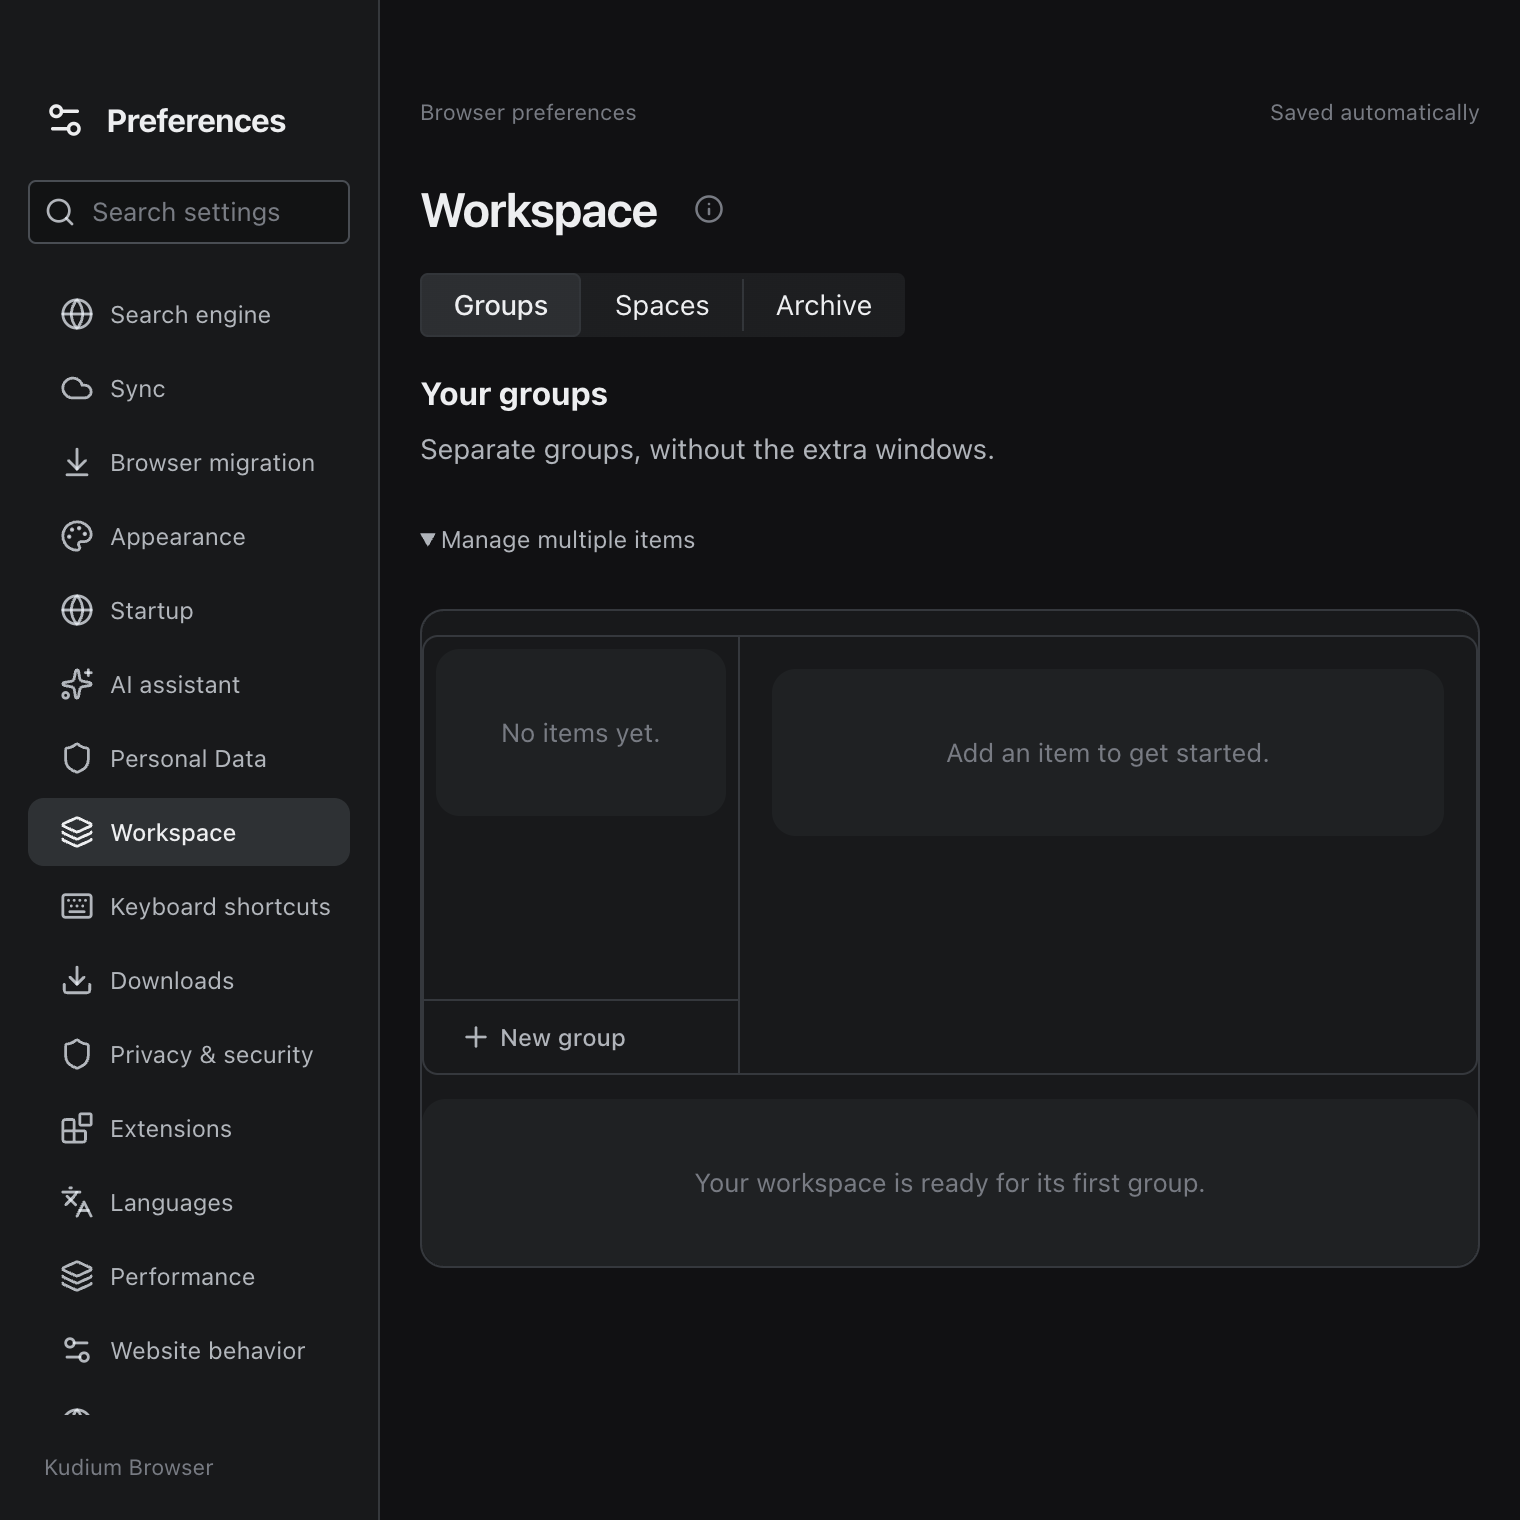 Preferences
Search settings
Search engine
Sync
Browser migration
Appearance
Startup
AI assistant
Personal Data
Workspace
Keyboard shortcuts
Downloads
Privacy & security
Extensions
Languages
Performance
Website behavior
Kudium Browser
Browser preferences
Saved automatically
Workspace
Groups
Spaces
Archive
Your groups
Separate groups, without the extra windows.
Manage multiple items
No items yet.
Add an item to get started.
New group
Your workspace is ready for its first group.